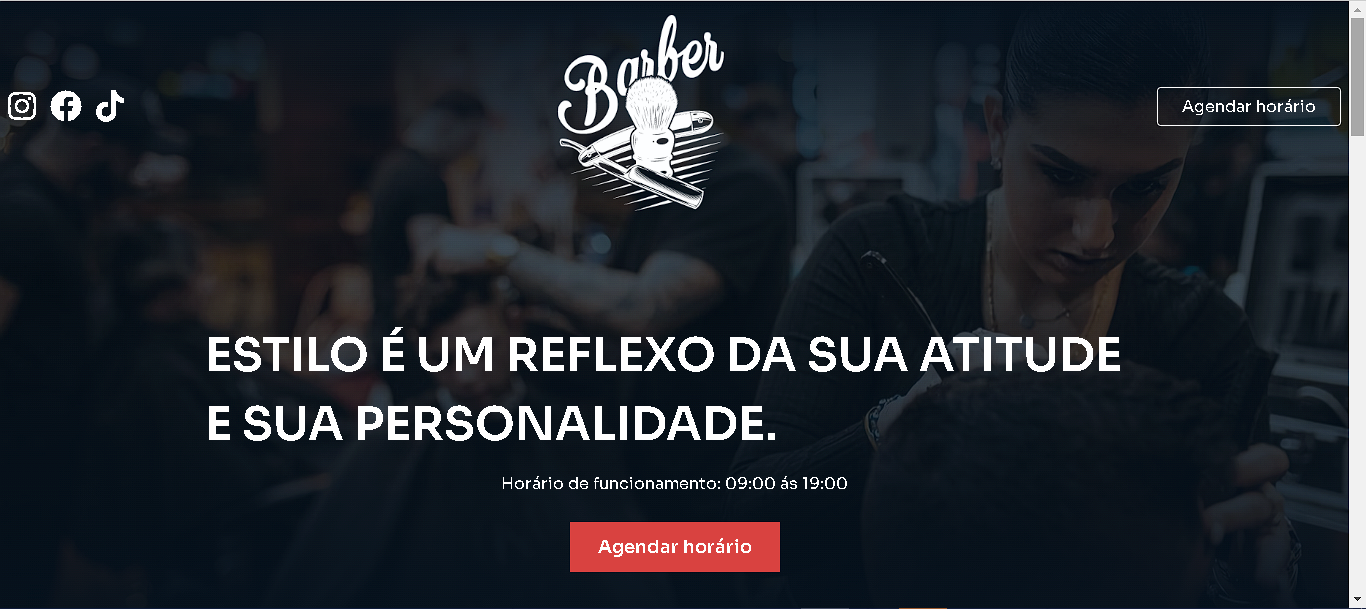 Barber
Agendar horário
ESTILO É UM REFLEXO DA SUA ATITUDE
E SUA PERSONALIDADE.
Horário de funcionamento: 09:00 ás 19:00
Agendar horário